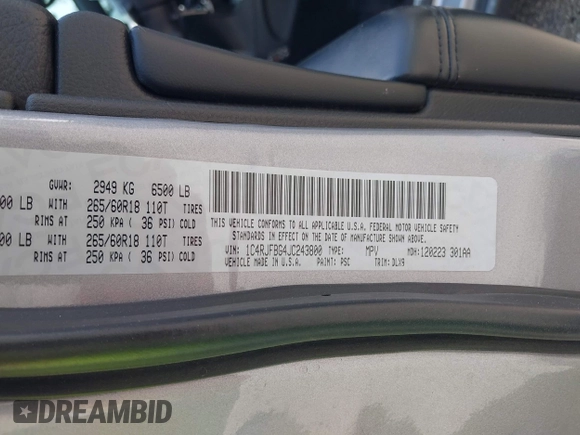 GVWR: 2949 KG 6500 LB
00 LB WITH 265/60R18 110T TIRES
RIMS AT 250 KPA ( 36 PSI) COLD
00 LB WITH 265/60R18 110T TIRES
RIMS AT 250 KPA ( 36 PSI) COLD
THIS VEHICLE CONFORMS TO ALL APPLICABLE U.S.A. FEDERAL MOTOR VEHICLE SAFETY
STANDARDS IN EFFECT ON THE DATE OF MANUFACTURE SHOWN ABOVE.
VIN: 1C4RJFBG4JC243800 MPV MDH: 120223 301AA
VEHICLE MADE IN U.S.A. PAINT: PSC TRIM: DLX9
DREAMBID